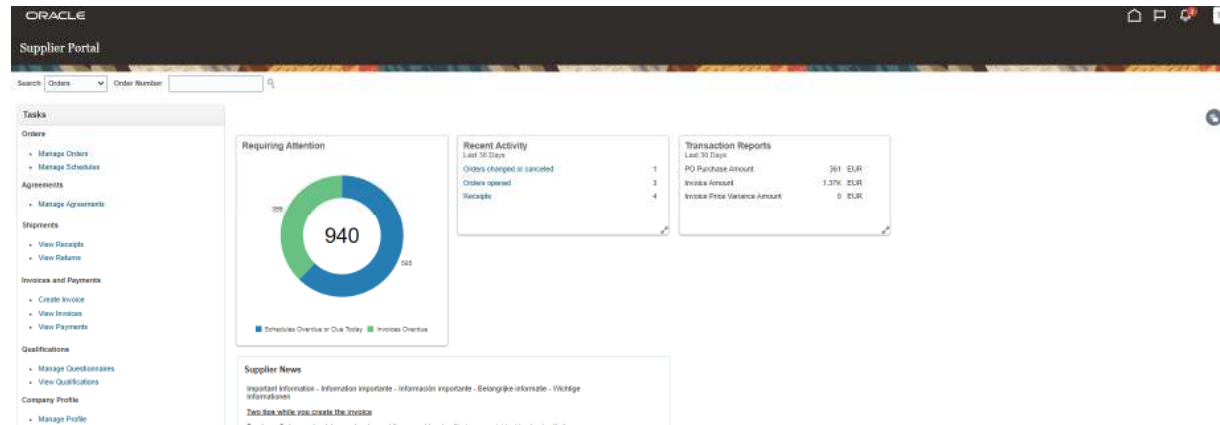 ORACLE
2
Supplier Portal
Search Orders Order Number
Tasks
Orders
Manage Orders
Manage Schedules
Agreements
Manage Agreements
Shipments
View Receipts
View Returns
Invoices and Payments
Create Invoice
View Invoices
View Payments
Qualifications
Manage Questionnaires
View Qualifications
Company Profile
Manage Profile
Requiring Attention
940
Schedules Overdue or Due Today Invoices Overdue
Recent Activity
Last 30 Days
Orders changed or canceled 1
Orders opened 3
Receipts 4
Transaction Reports
Last 30 Days
PO Purchase Amount 361 EUR
Invoice Amount 1.37K EUR
Invoice Price Variance Amount 0 EUR
Supplier News
Important Information - Information importante - Información importante - Belangrijke informatie - Wichtige
Informationen
Two tips while you create the invoice